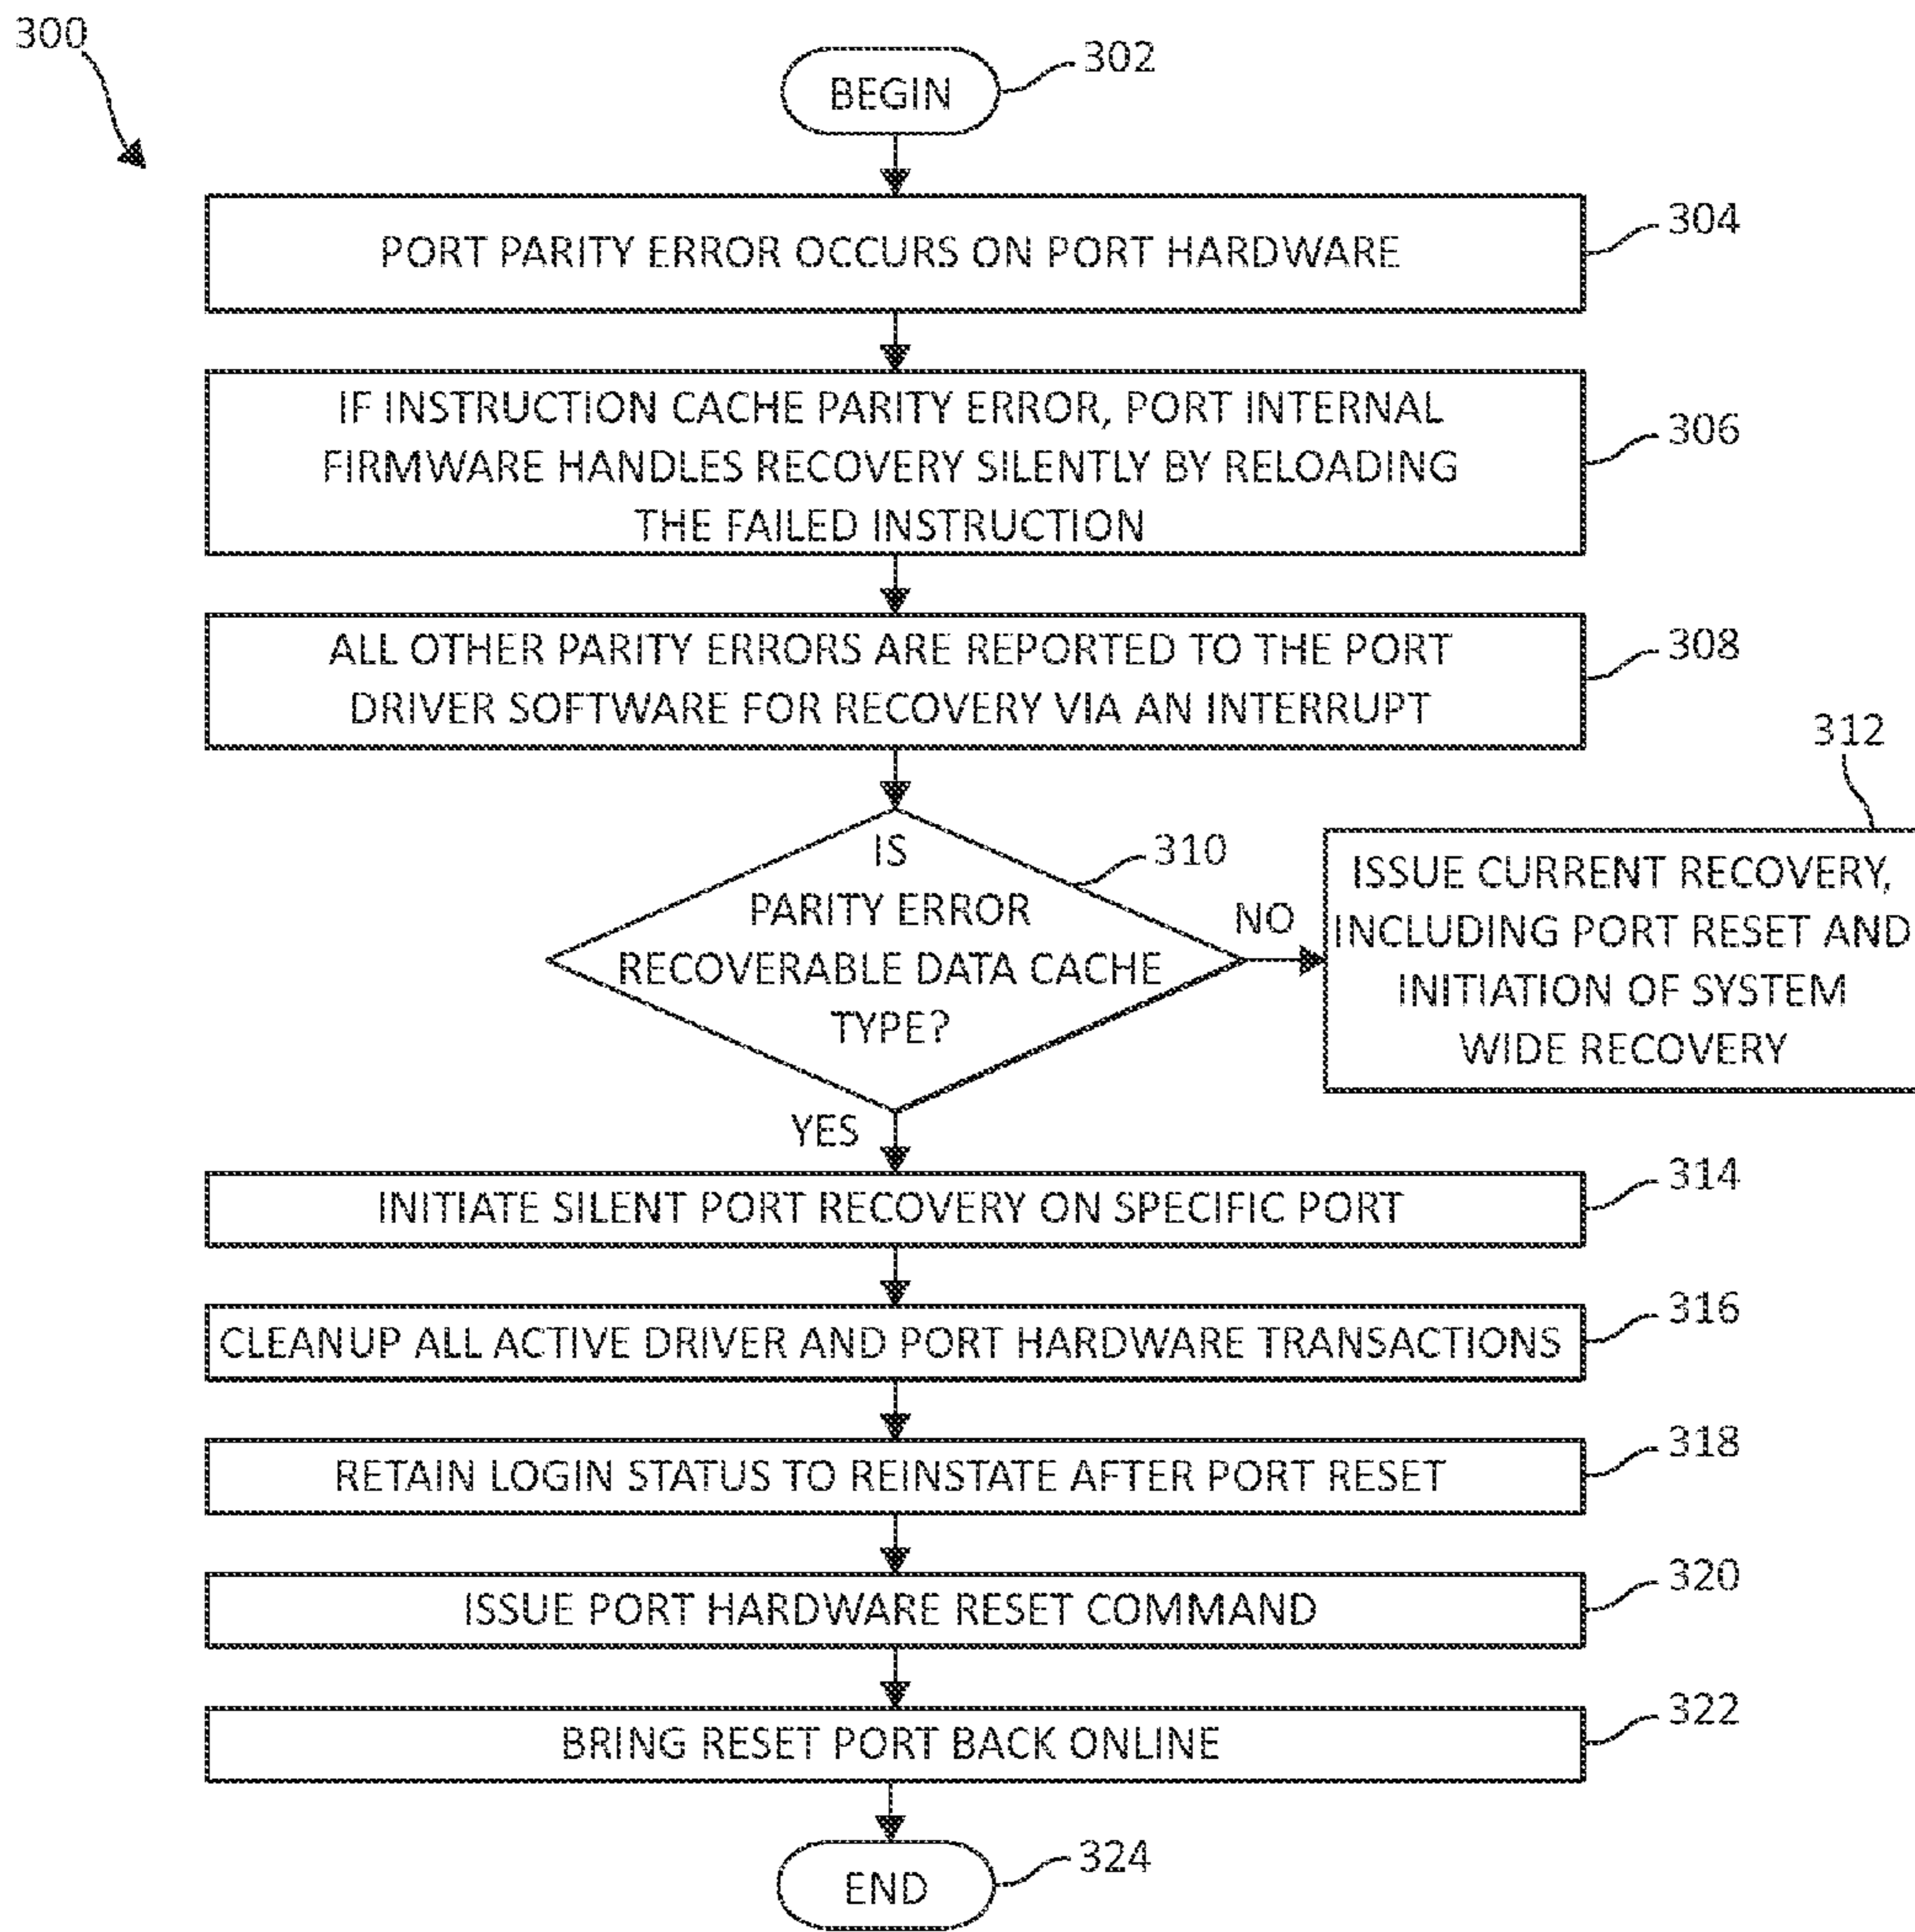 300
BEGIN
302
PORT PARITY ERROR OCCURS ON PORT HARDWARE
304
IF INSTRUCTION CACHE PARITY ERROR, PORT INTERNAL
FIRMWARE HANDLES RECOVERY SILENTLY BY RELOADING
THE FAILED INSTRUCTION
306
ALL OTHER PARITY ERRORS ARE REPORTED TO THE PORT
DRIVER SOFTWARE FOR RECOVERY VIA AN INTERRUPT
308
IS
PARITY ERROR
RECOVERABLE DATA CACHE
TYPE?
310
NO
312
ISSUE CURRENT RECOVERY,
INCLUDING PORT RESET AND
INITIATION OF SYSTEM
WIDE RECOVERY
YES
INITIATE SILENT PORT RECOVERY ON SPECIFIC PORT
314
CLEANUP ALL ACTIVE DRIVER AND PORT HARDWARE TRANSACTIONS
316
RETAIN LOGIN STATUS TO REINSTATE AFTER PORT RESET
318
ISSUE PORT HARDWARE RESET COMMAND
320
BRING RESET PORT BACK ONLINE
322
END
324